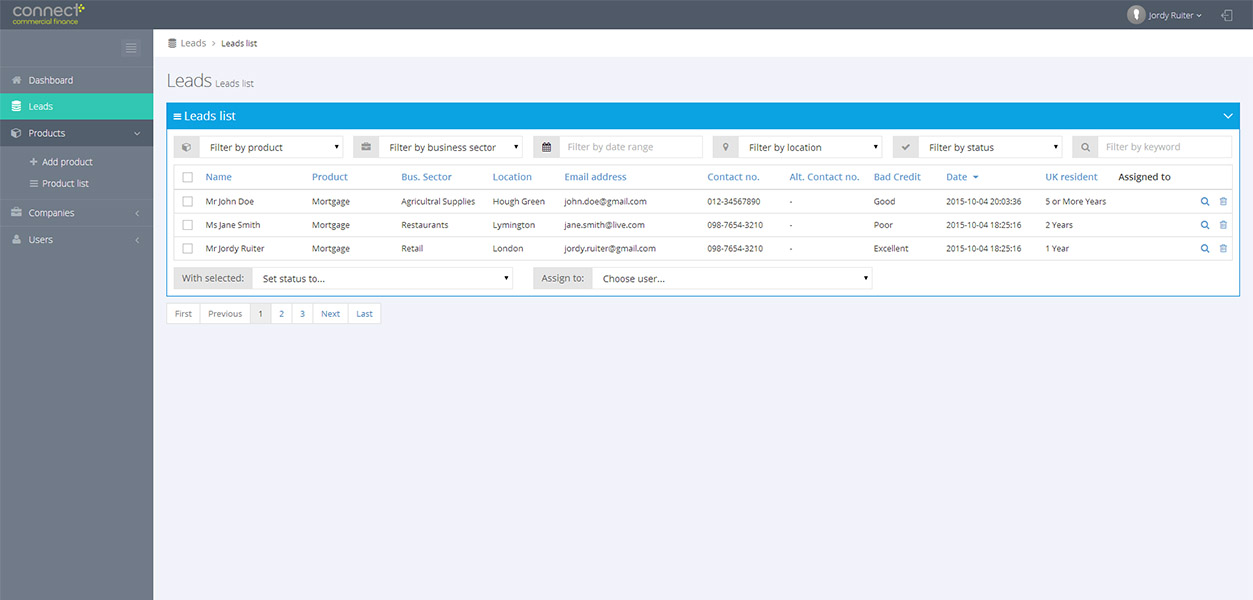 connect
commercial finance
Jordy Ruiter
Leads > Leads list
Dashboard
Leads
Products
Add product
Product list
Companies
Users
Leads Leads list
Leads list
Filter by product Filter by business sector Filter by date range Filter by location Filter by status Filter by keyword
Name Product Bus. Sector Location Email address Contact no. Alt. Contact no. Bad Credit Date UK resident Assigned to
Mr John Doe Mortgage Agricultral Supplies Hough Green john.doe@gmail.com 012-34567890 - Good 2015-10-04 20:03:36 5 or More Years
Ms Jane Smith Mortgage Restaurants Lymington jane.smith@live.com 098-7654-3210 - Poor 2015-10-04 18:25:16 2 Years
Mr Jordy Ruiter Mortgage Retail London jordy.ruiter@gmail.com 098-7654-3210 - Excellent 2015-10-04 18:25:16 1 Year
With selected: Set status to... Assign to: Choose user...
First Previous 1 2 3 Next Last